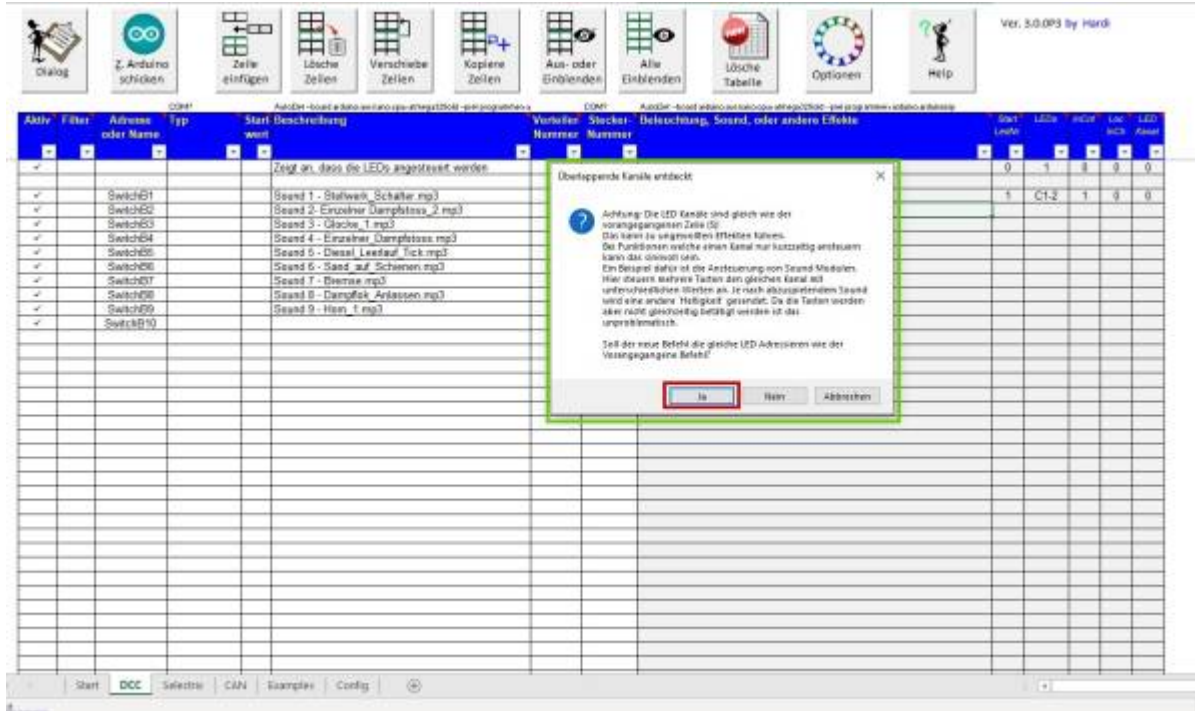 Dialog
Z. Arduino
schicken
Zeile
einfügen
Lösche
Zeilen
Verschiebe
Zeilen
Kopiere
Zeilen
Aus- oder
Einblenden
Alle
Einblenden
Lösche
Tabelle
Optionen
Help
Ver. 3.0.0P3 by Hardi
Aktiv Filter Adresse oder Name Typ Start wert Beschreibung Verteiler Nummer Stecker- Nummer Beleuchtung, Sound, oder andere Effekte Start LEDs InCnt Loc InCh LED
Zeigt an, dass die LEDs angesteuert werden 0 1 0 0 0
SwitchB1 Sound 1 - Stellwerk_Schalter.mp3 1 C1-2 1 0 0
SwitchB2 Sound 2- Einzelner Dampfstoss_2.mp3
SwitchB3 Sound 3 - Glocke_1.mp3
SwitchB4 Sound 4 - Einzelner_Dampfstoss.mp3
SwitchB5 Sound 5 - Diesel_Leerlauf_Tick.mp3
SwitchB6 Sound 6 - Sand_auf_Schienen.mp3
SwitchB7 Sound 7 - Bremse.mp3
SwitchB8 Sound 8 - Dampflok_Anlassen.mp3
SwitchB9 Sound 9 - Horn_1.mp3
SwitchB10
Überlappende Kanäle entdeckt
Achtung: Die LED Kanäle sind gleich wie der
vorangegangenen Zeile (5)
Das kann zu ungewollten Effekten führen.
Bei Funktionen welche einen Kanal nur kurzzeitig ansteuern
kann das sinnvoll sein.
Ein Beispiel dafür ist die Ansteuerung von Sound Modulen.
Hier steuern mehrere Tasten den gleichen Kanal mit
unterschiedlichen Werten an. Je nach abzuspielendem Sound
wird eine andere 'Helligkeit' gesendet. Da die Tasten werden
aber nicht gleichzeitig betätigt werden ist das
unproblematisch.
Soll der neue Befehl die gleiche LED Adressieren wie der
Vorangegangene Befehl?
Ja Nein Abbrechen
Start DCC Selectrix CAN Examples Config